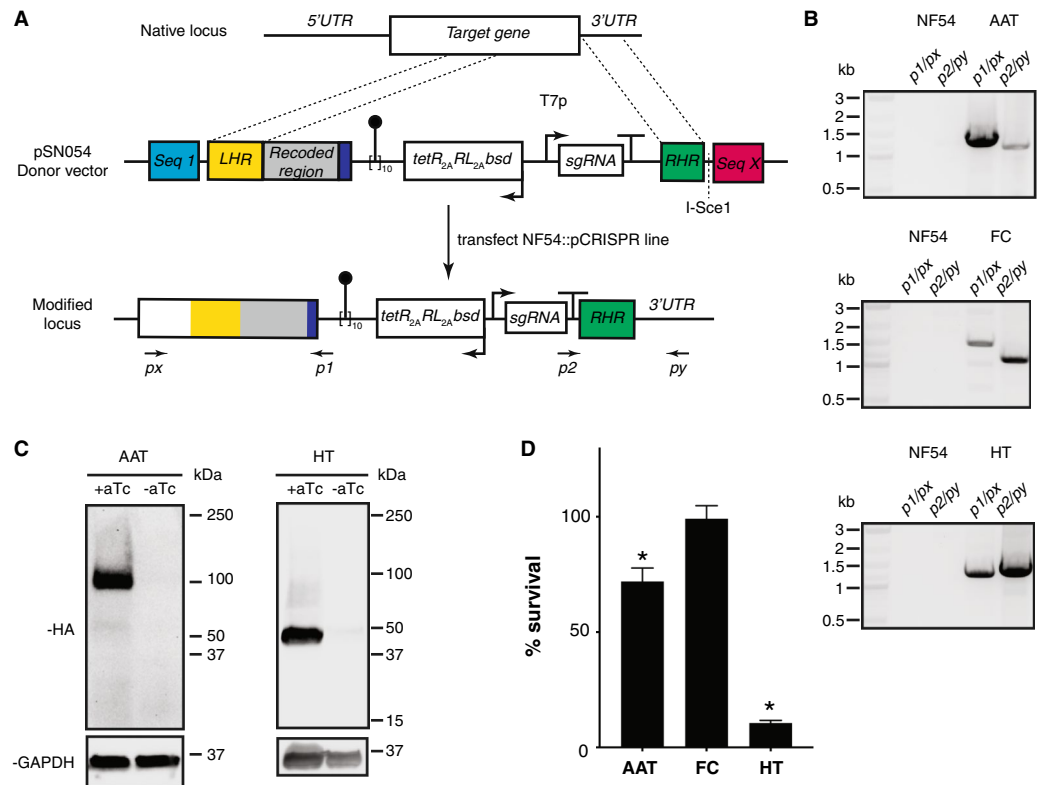 A
5'UTR
3'UTR
Native locus
Target gene
T7p
pSN054
Donor vector
Seq 1
LHR
Recoded
region
[ ]10
tetR2ARL2Absd
sgRNA
RHR
Seq X
I-Sce1
transfect NF54::pCRISPR line
Modified
locus
[ ]10
tetR2ARL2Absd
sgRNA
RHR
3'UTR
px
p1
p2
py
B
NF54
AAT
kb
p1/px
p2/py
p1/px
p2/py
3
2
1.5
1
0.5
NF54
FC
kb
p1/px
p2/py
p1/px
p2/py
3
2
1.5
1
0.5
NF54
HT
kb
p1/px
p2/py
p1/px
p2/py
3
2
1.5
1
0.5
C
AAT
kDa
+aTc -aTc
250
100
50
37
-HA
37
-GAPDH
HT
kDa
+aTc -aTc
250
100
50
37
15
37
D
% survival
100
50
0
*
*
AAT
FC
HT